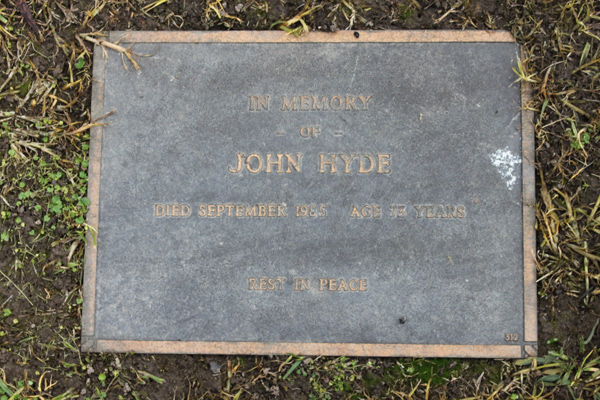 IN MEMORY
– OF –
JOHN HYDE
DIED SEPTEMBER 1985 AGE 73 YEARS
REST IN PEACE